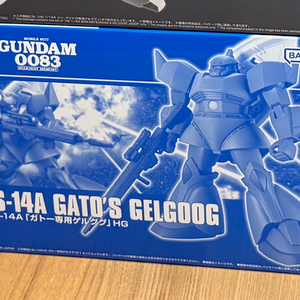 MOBILE SUIT
GUNDAM
0083
STARDUST MEMORY
BA
S-14A GATO'S GELGOOG
-14A「ガトー専用ゲルググ」HG